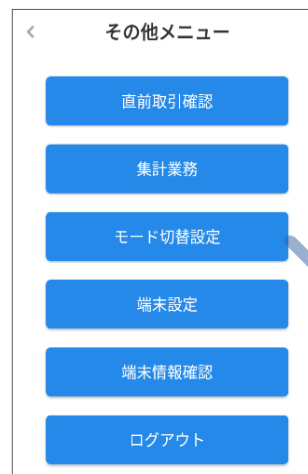 その他メニュー
直前取引確認
集計業務
モード切替設定
端末設定
端末情報確認
ログアウト